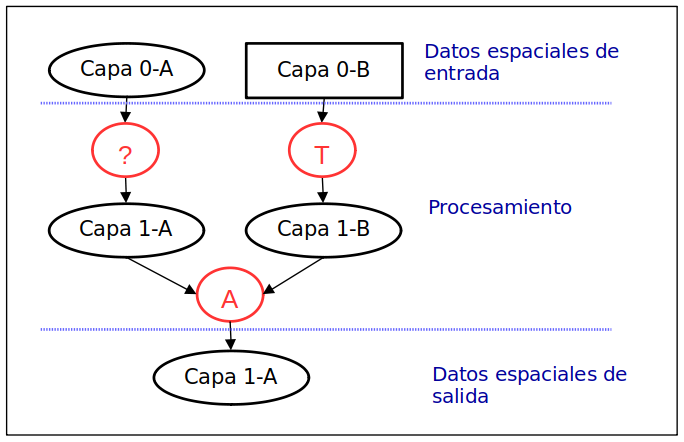 Capa 0-A
Capa 0-B
Datos espaciales de
entrada
?
T
Capa 1-A
Capa 1-B
Procesamiento
A
Capa 1-A
Datos espaciales de
salida